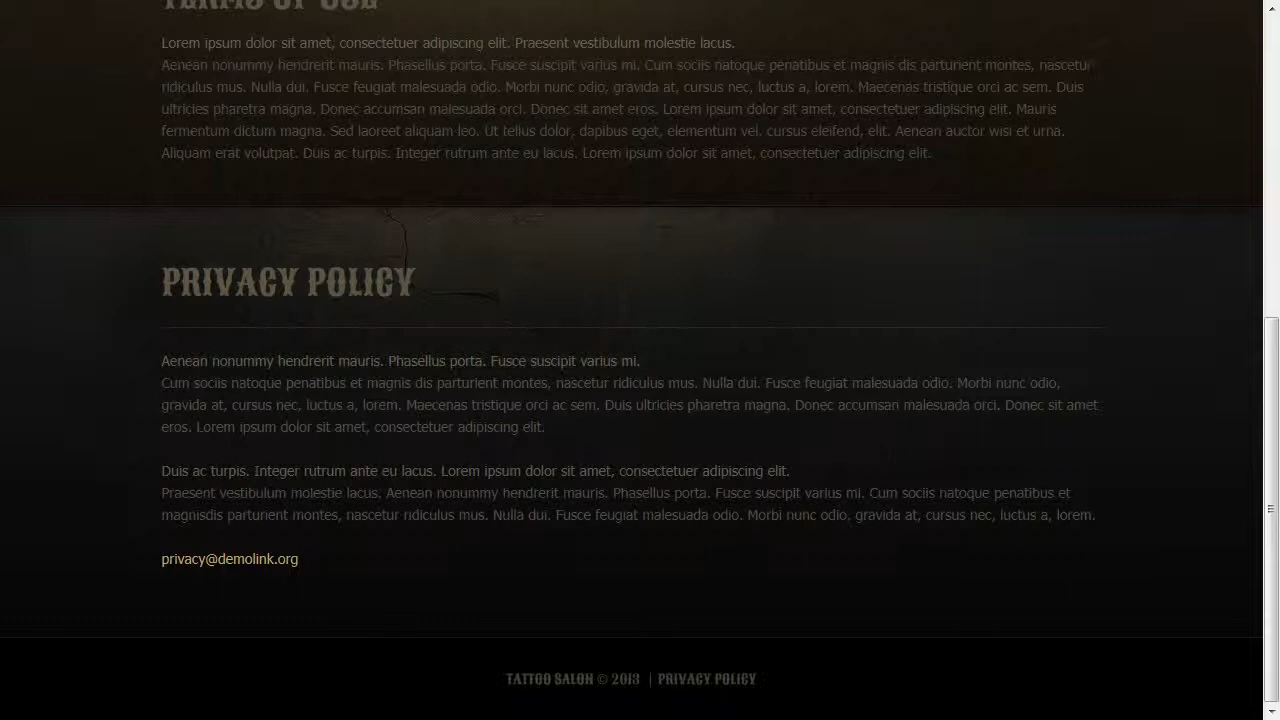 TERMS OF USE
Lorem ipsum dolor sit amet, consectetuer adipiscing elit. Praesent vestibulum molestie lacus.
Aenean nonummy hendrerit mauris. Phasellus porta. Fusce suscipit varius mi. Cum sociis natoque penatibus et magnis dis parturient montes, nascetur
ridiculus mus. Nulla dui. Fusce feugiat malesuada odio. Morbi nunc odio, gravida at, cursus nec, luctus a, lorem. Maecenas tristique orci ac sem. Duis
ultricies pharetra magna. Donec accumsan malesuada orci. Donec sit amet eros. Lorem ipsum dolor sit amet, consectetuer adipiscing elit. Mauris
fermentum dictum magna. Sed laoreet aliquam leo. Ut tellus dolor, dapibus eget, elementum vel. cursus eleifend, elit. Aenean auctor wisi et urna.
Aliquam erat volutpat. Duis ac turpis. Integer rutrum ante eu lacus. Lorem ipsum dolor sit amet, consectetuer adipiscing elit.
PRIVACY POLICY
Aenean nonummy hendrerit mauris. Phasellus porta. Fusce suscipit varius mi.
Cum sociis natoque penatibus et magnis dis parturient montes, nascetur ridiculus mus. Nulla dui. Fusce feugiat malesuada odio. Morbi nunc odio,
gravida at, cursus nec, luctus a, lorem. Maecenas tristique orci ac sem. Duis ultricies pharetra magna. Donec accumsan malesuada orci. Donec sit amet
eros. Lorem ipsum dolor sit amet, consectetuer adipiscing elit.
Duis ac turpis. Integer rutrum ante eu lacus. Lorem ipsum dolor sit amet, consectetuer adipiscing elit.
Praesent vestibulum molestie lacus. Aenean nonummy hendrerit mauris. Phasellus porta. Fusce suscipit varius mi. Cum sociis natoque penatibus et
magnisdis parturient montes, nascetur ridiculus mus. Nulla dui. Fusce feugiat malesuada odio. Morbi nunc odio, gravida at, cursus nec, luctus a, lorem.
privacy@demolink.org
TATTOO SALON © 2013 | PRIVACY POLICY